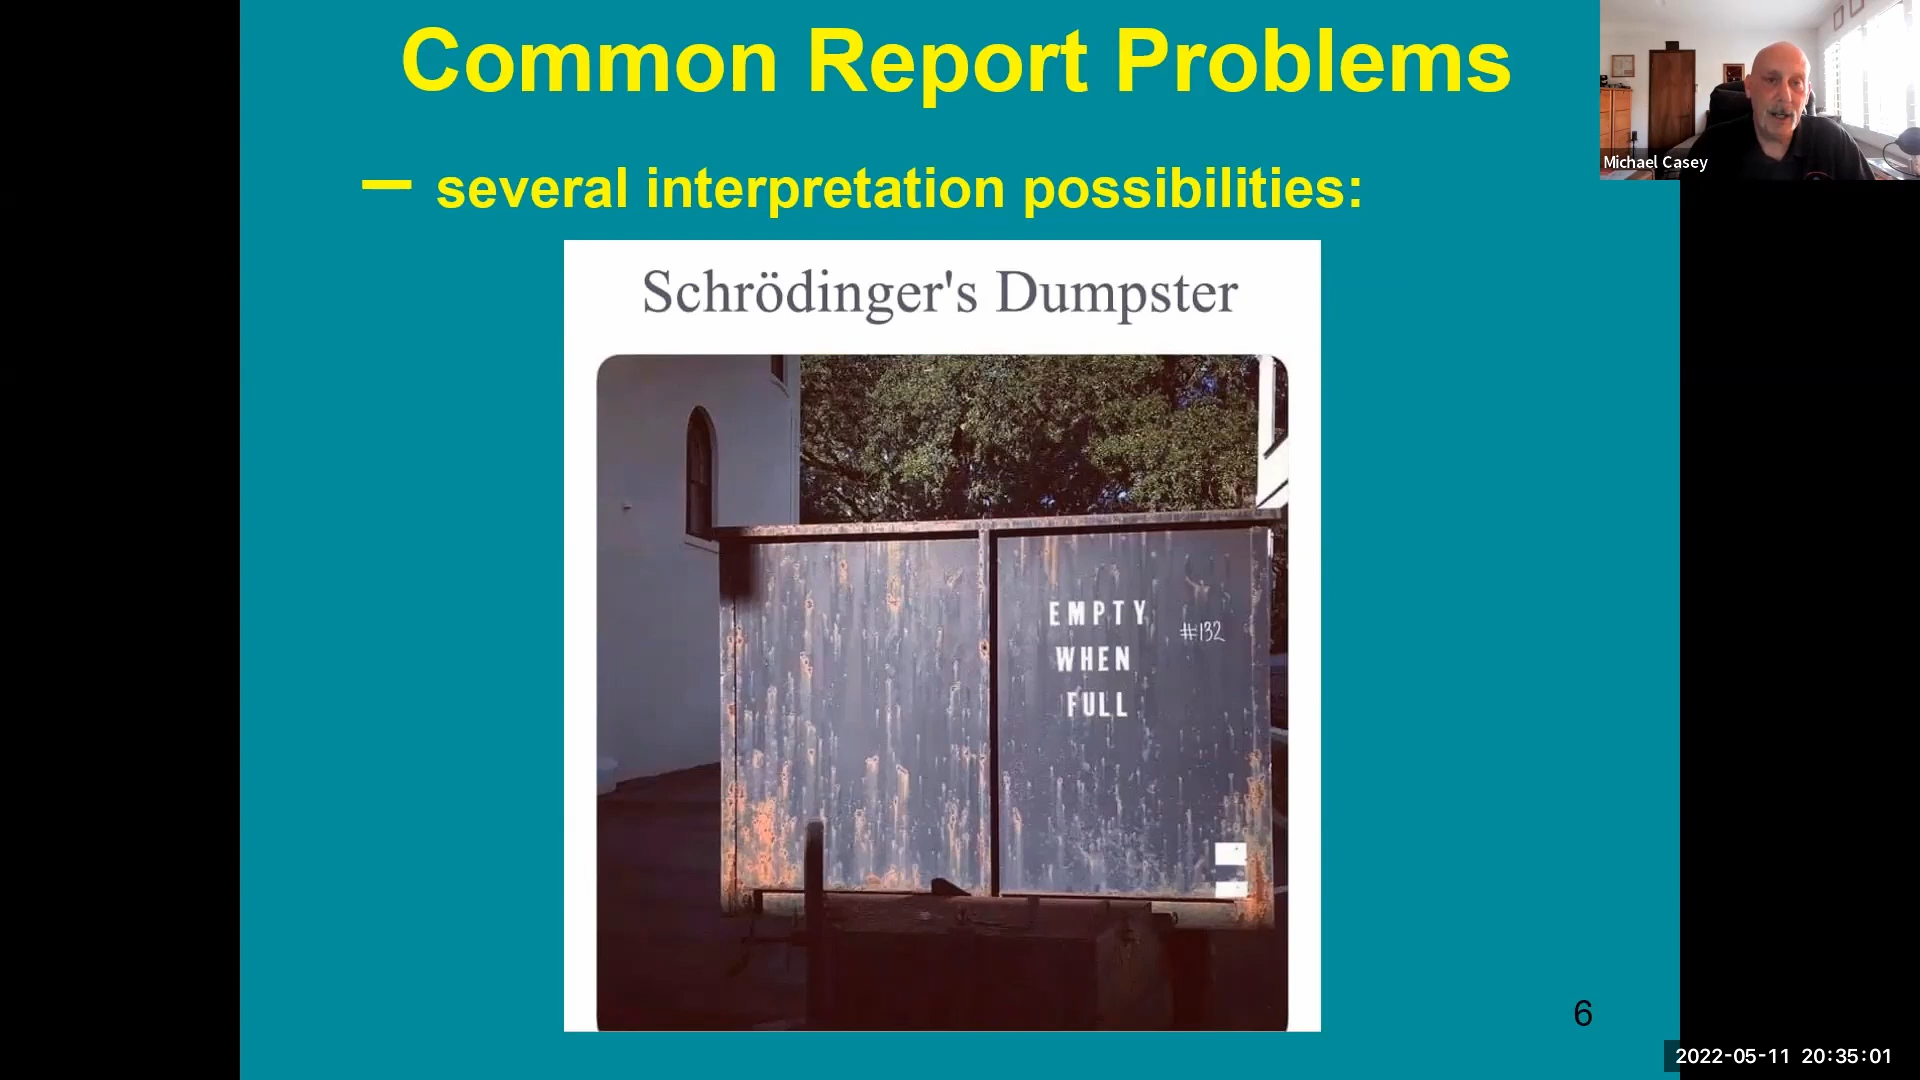 Common Report Problems
Michael Casey
– several interpretation possibilities:
Schrödinger's Dumpster
EMPTY
#132
WHEN
FULL
6
2022-05-11 20:35:01